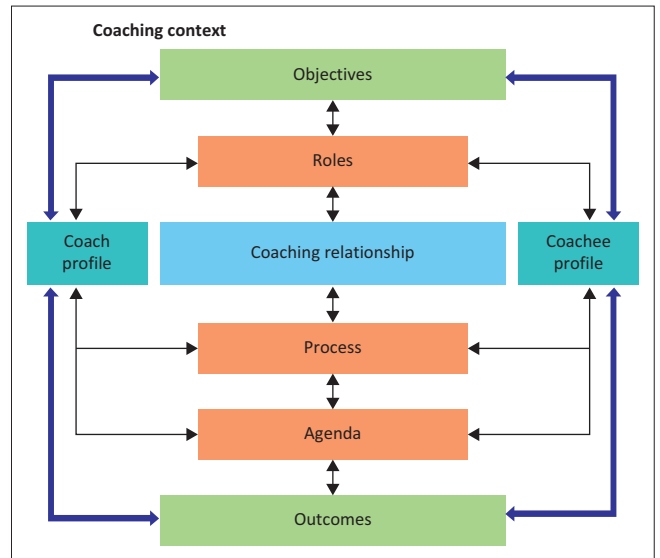 Coaching context
Objectives
Roles
Coach
profile
Coaching relationship
Coachee
profile
Process
Agenda
Outcomes